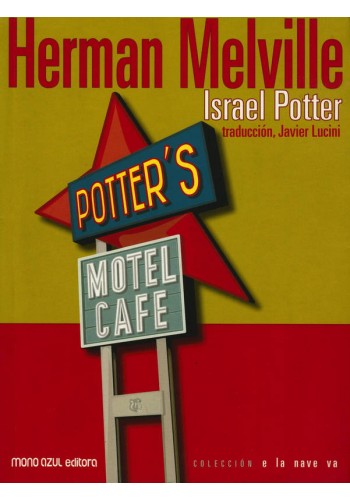 Herman Melville
Israel Potter
traducción, Javier Lucini
POTTER'S
MOTEL
CAFE
mono azul editora
COLECCIÓN e la nave va